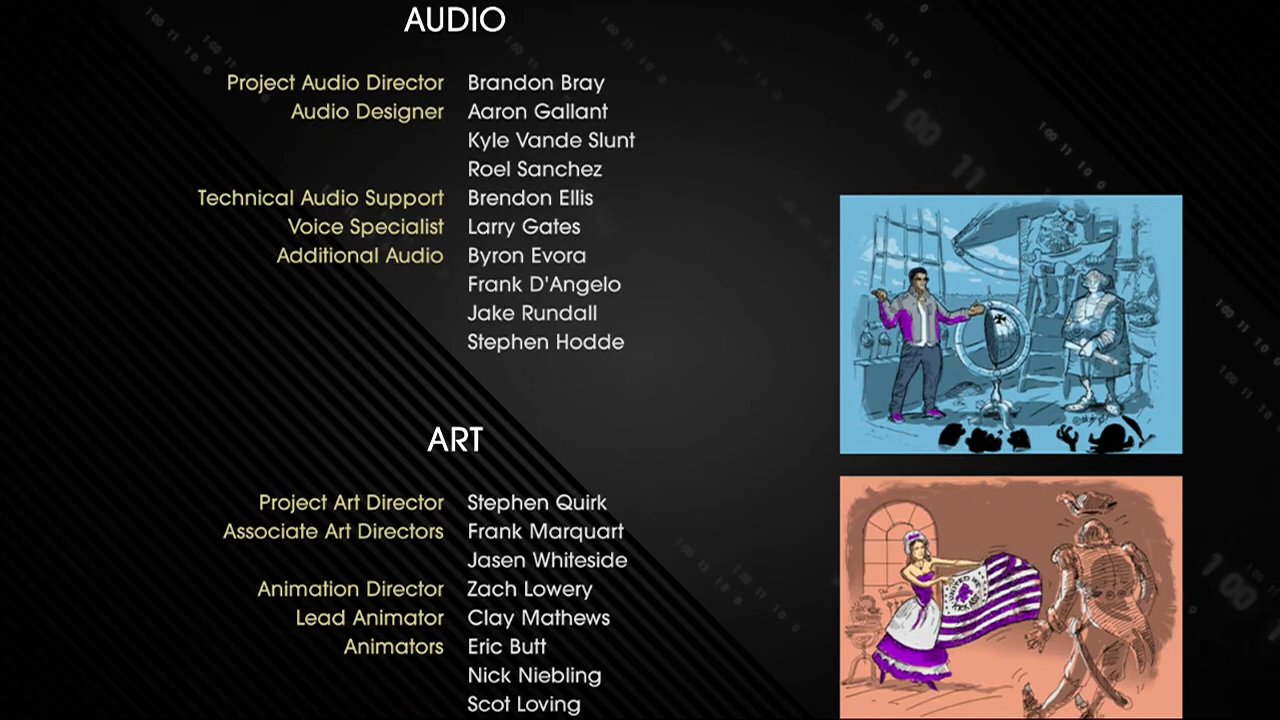 AUDIO
Project Audio Director Brandon Bray
Audio Designer Aaron Gallant
Kyle Vande Slunt
Roel Sanchez
Technical Audio Support Brendon Ellis
Voice Specialist Larry Gates
Additional Audio Byron Evora
Frank D'Angelo
Jake Rundall
Stephen Hodde
ART
Project Art Director Stephen Quirk
Associate Art Directors Frank Marquart
Jasen Whiteside
Animation Director Zach Lowery
Lead Animator Clay Mathews
Animators Eric Butt
Nick Niebling
Scot Loving